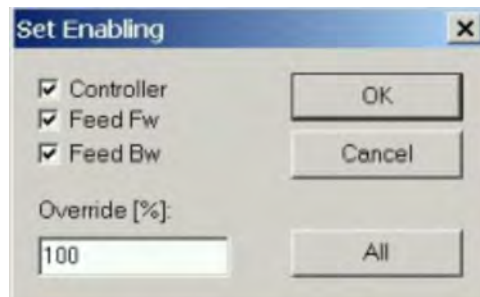 Set Enabling
Controller
OK
Feed Fw
Feed Bw
Cancel
Override [%]:
100
All